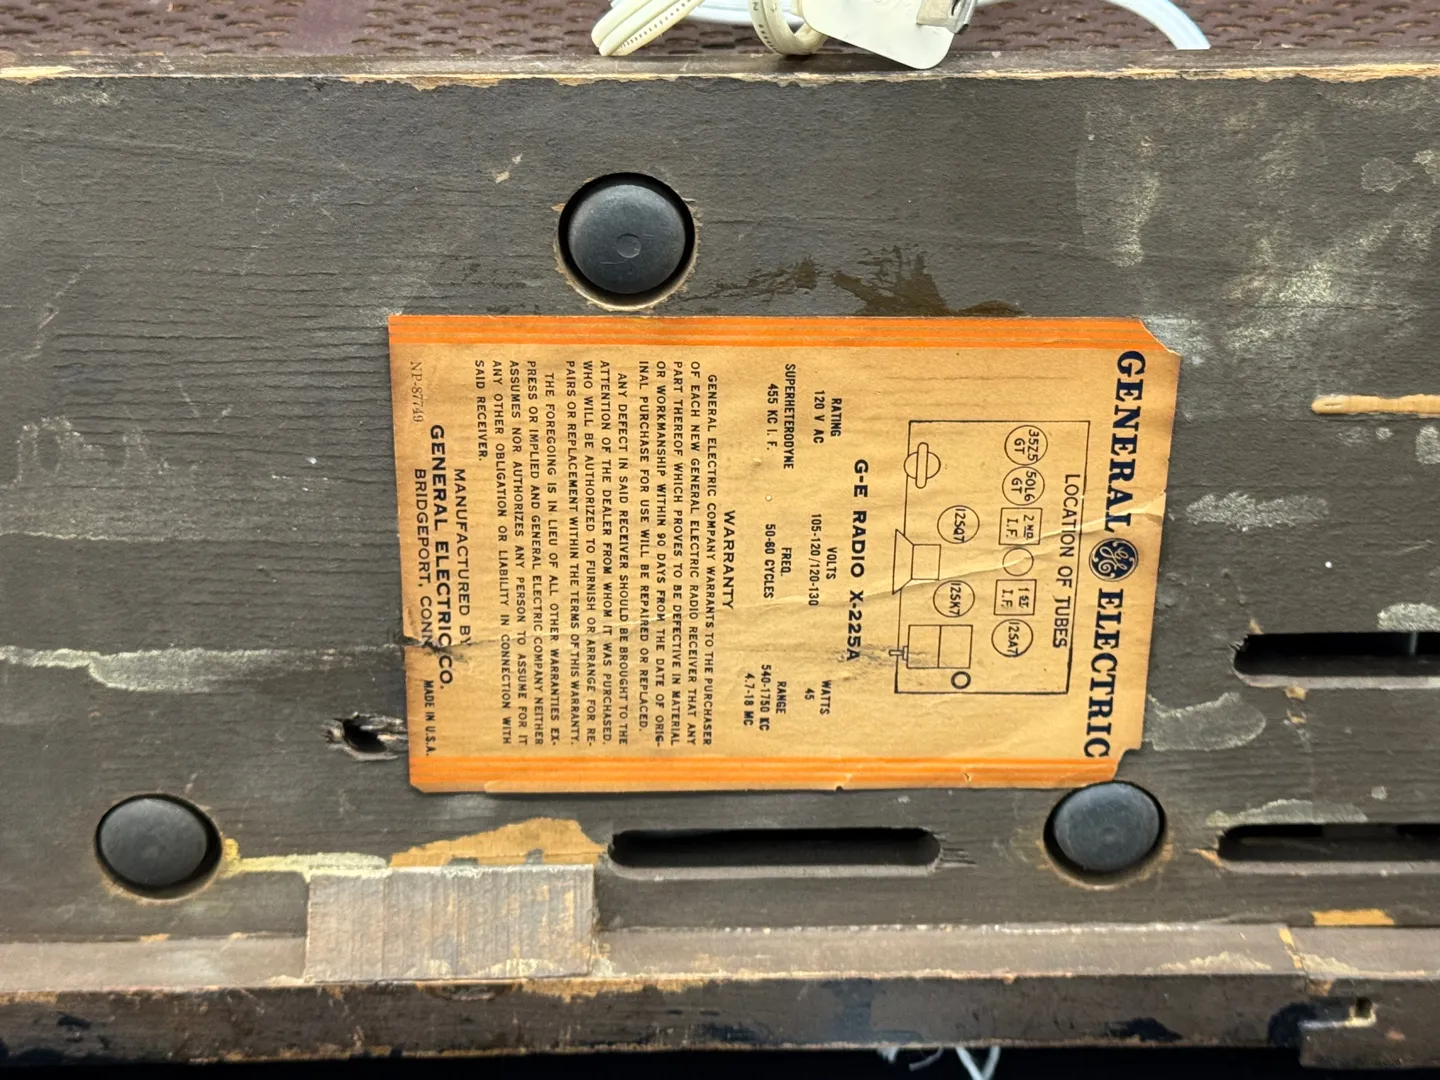 GENERAL GE ELECTRIC
LOCATION OF TUBES
35Z5 GT
50L6 GT
2ND I.F.
1ST I.F.
12SA7
12SQ7
12SK7
G-E RADIO X-225A
RATING VOLTS WATTS
120 V AC 105-120/120-130 45
SUPERHETERODYNE FREQ. RANGE
455 KC I. F. 50-60 CYCLES 540-1750 KC
4.7-18 MC
WARRANTY
GENERAL ELECTRIC COMPANY WARRANTS TO THE PURCHASER
OF EACH NEW GENERAL ELECTRIC RADIO RECEIVER THAT ANY
PART THEREOF WHICH PROVES TO BE DEFECTIVE IN MATERIAL
OR WORKMANSHIP WITHIN 90 DAYS FROM THE DATE OF ORIG-
INAL PURCHASE FOR USE WILL BE REPAIRED OR REPLACED.
ANY DEFECT IN SAID RECEIVER SHOULD BE BROUGHT TO THE
ATTENTION OF THE DEALER FROM WHOM IT WAS PURCHASED,
WHO WILL BE AUTHORIZED TO FURNISH OR ARRANGE FOR RE-
PAIRS OR REPLACEMENT WITHIN THE TERMS OF THIS WARRANTY.
THE FOREGOING IS IN LIEU OF ALL OTHER WARRANTIES EX-
PRESS OR IMPLIED AND GENERAL ELECTRIC COMPANY NEITHER
ASSUMES NOR AUTHORIZES ANY PERSON TO ASSUME FOR IT
ANY OTHER OBLIGATION OR LIABILITY IN CONNECTION WITH
SAID RECEIVER.
MANUFACTURED BY
GENERAL ELECTRIC CO.
NP-87749 BRIDGEPORT, CONN. MADE IN U.S.A.